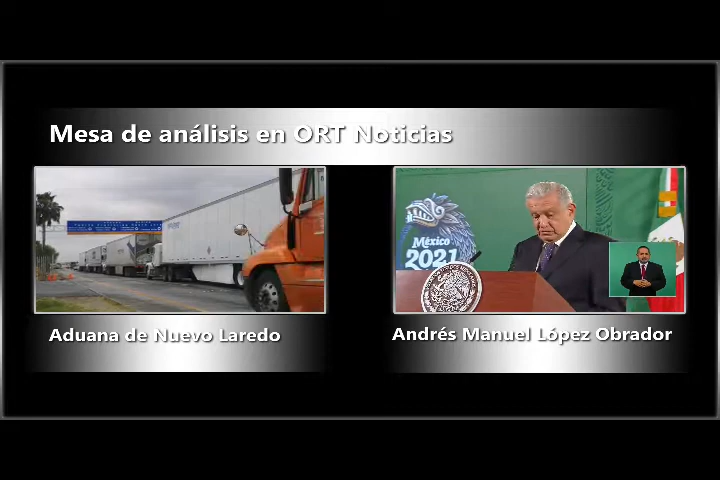 Mesa de análisis en ORT Noticias
México
2021
Aduana de Nuevo Laredo
Andrés Manuel López Obrador